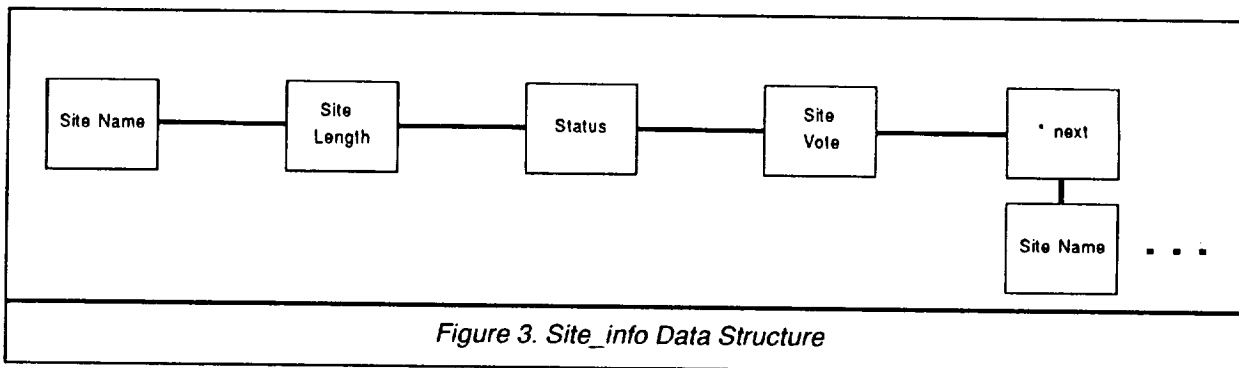 Site Name
Site
Length
Status
Site
Vote
* next
Site Name
. . .
Figure 3. Site_info Data Structure